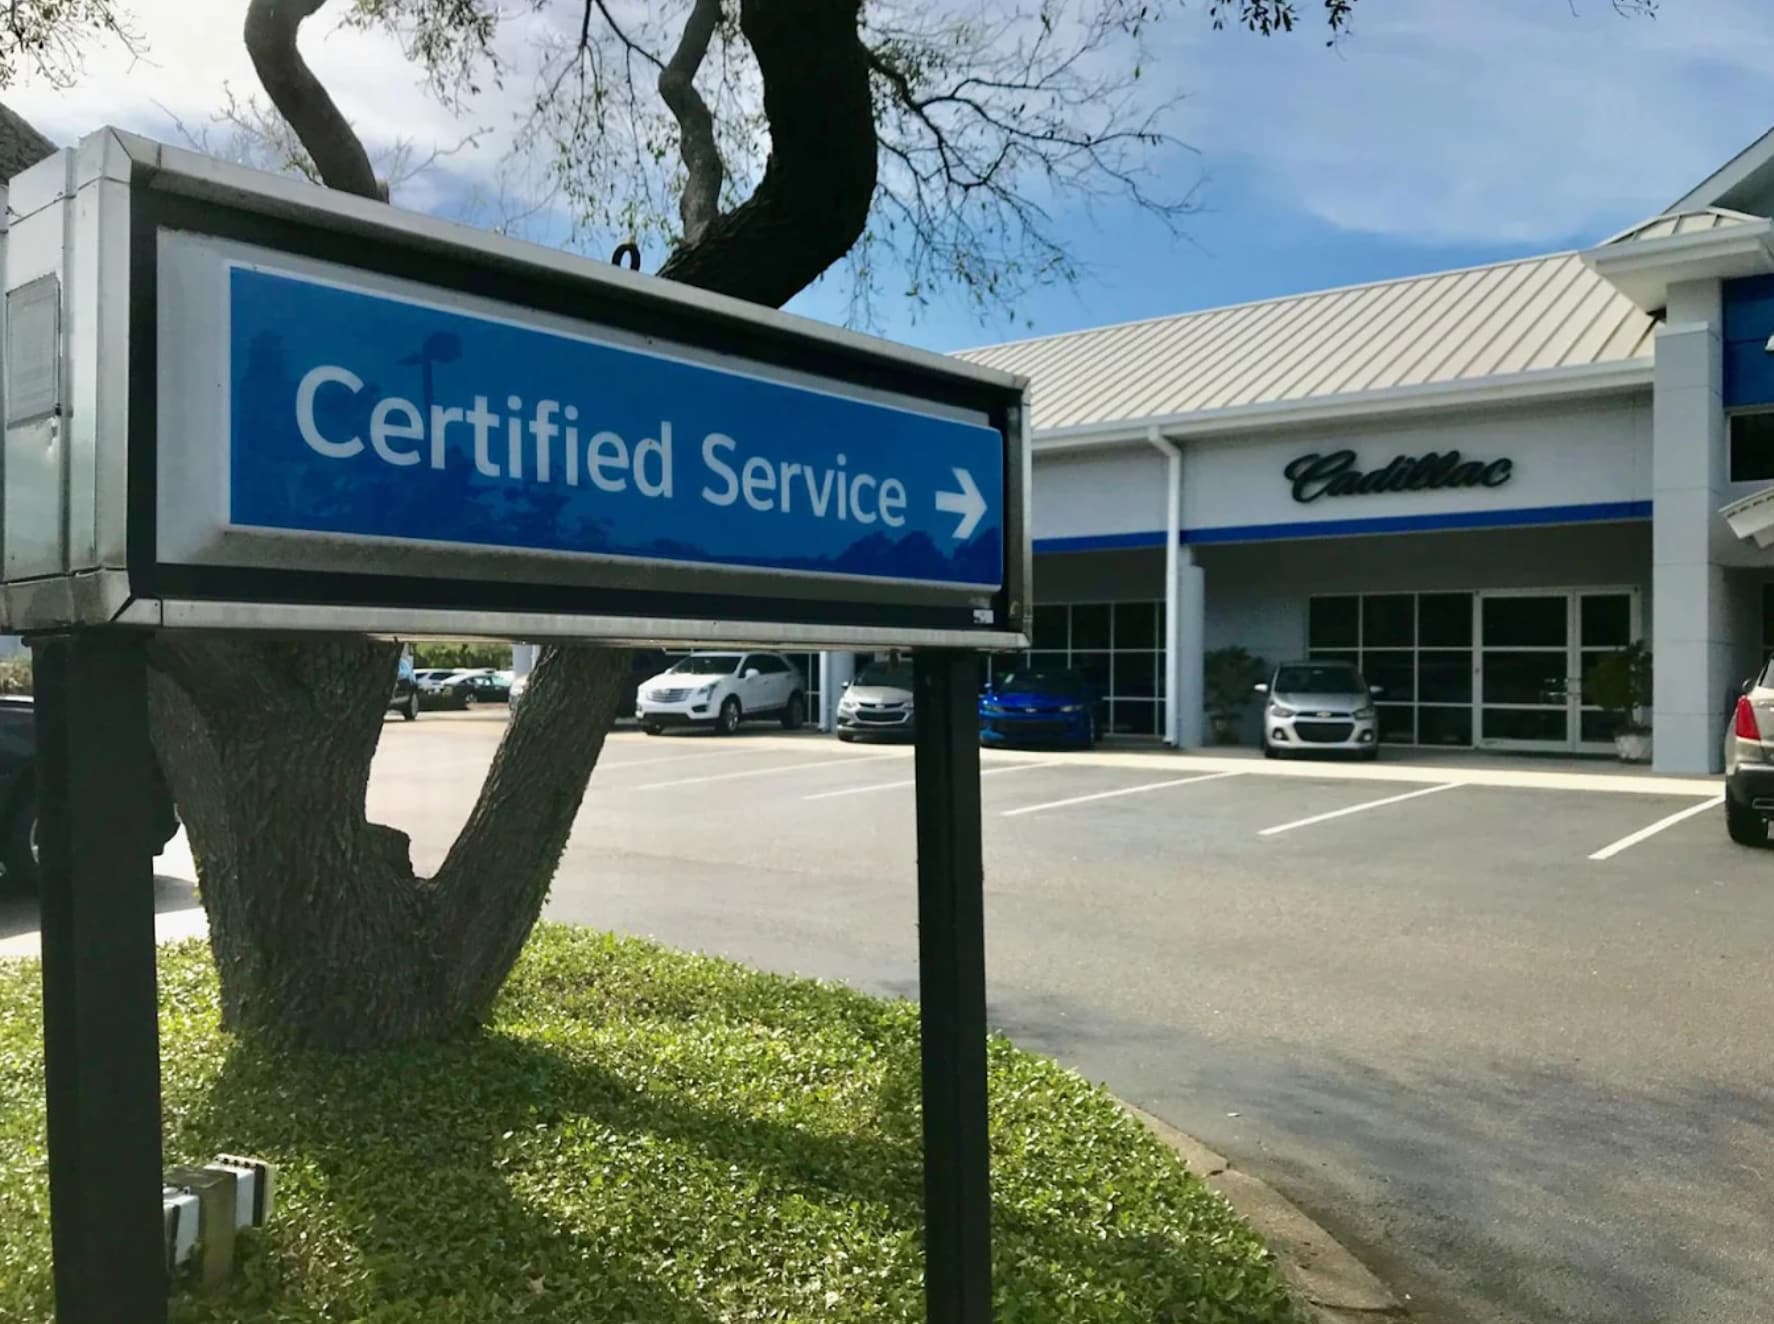 Certified Service →
Cadillac